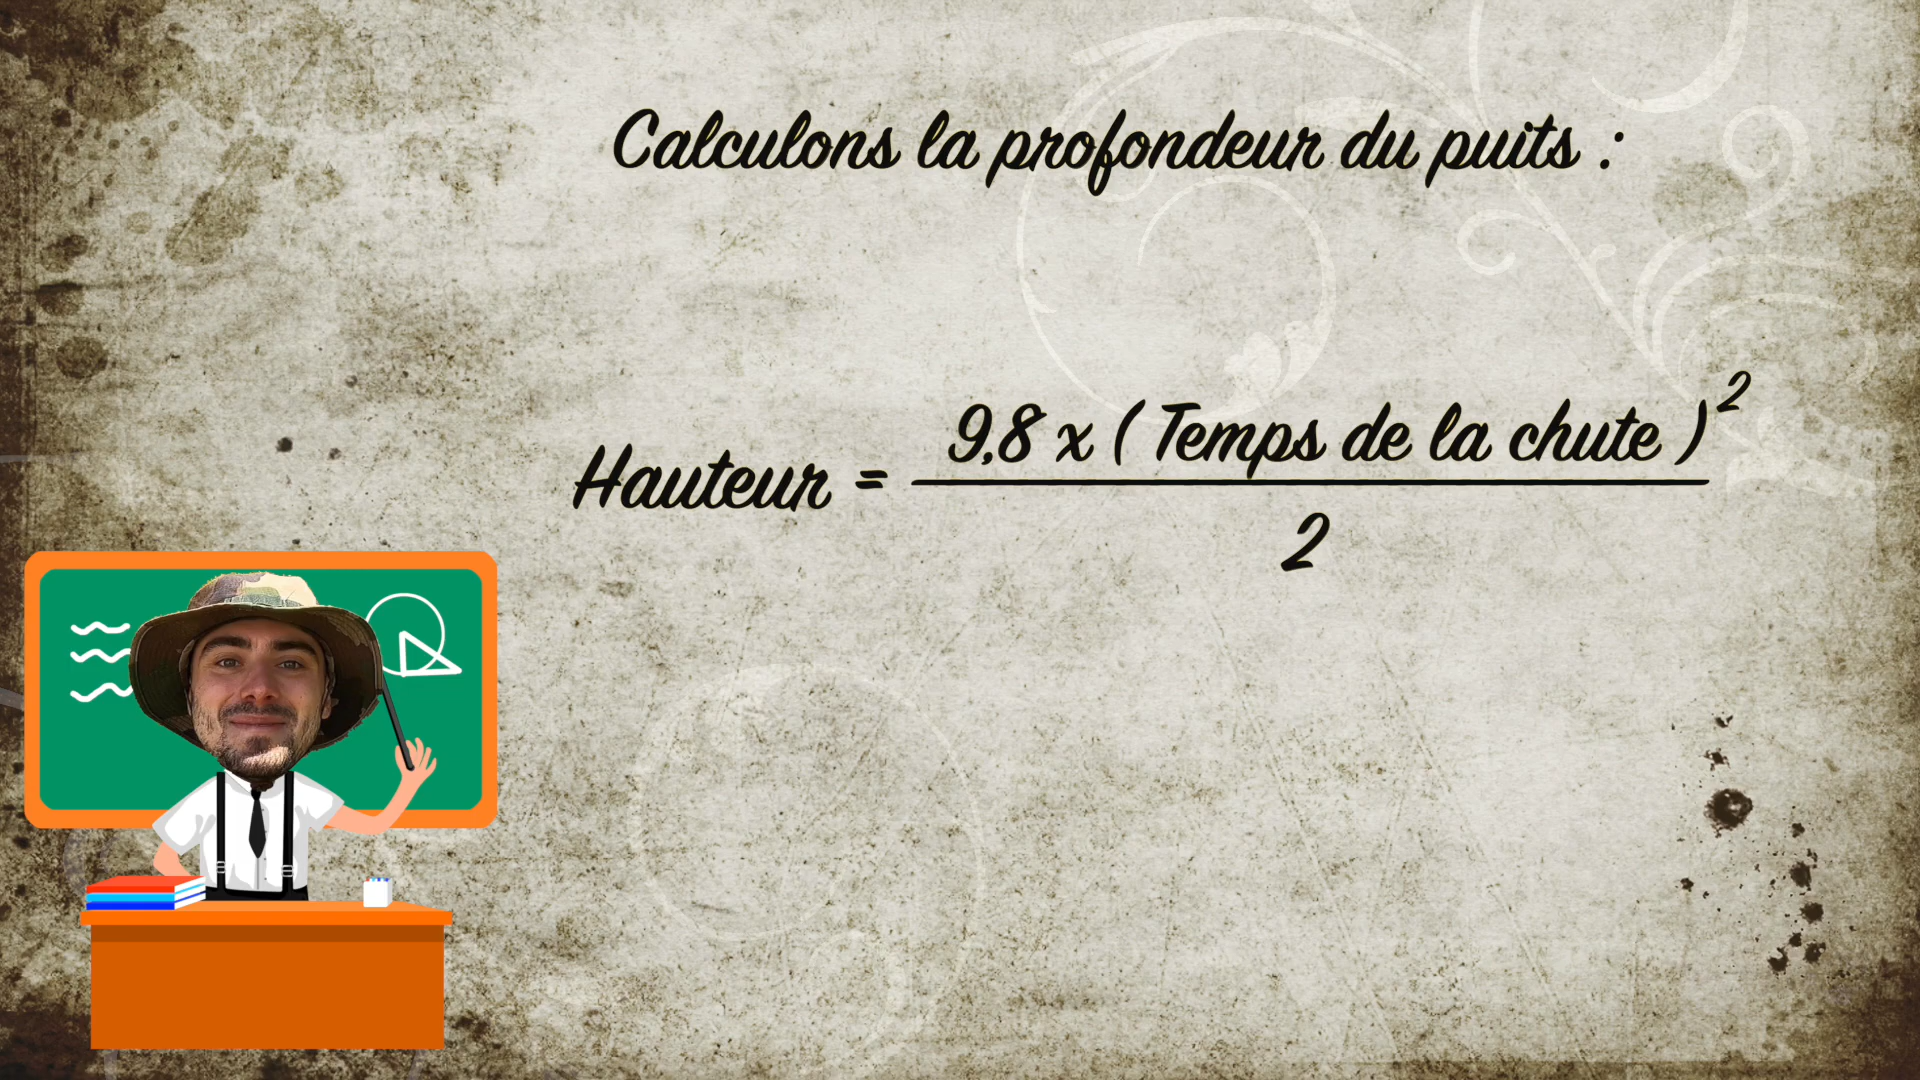 Calculons la profondeur du puits :
Hauteur = 9,8 x ( Temps de la chute )²
2